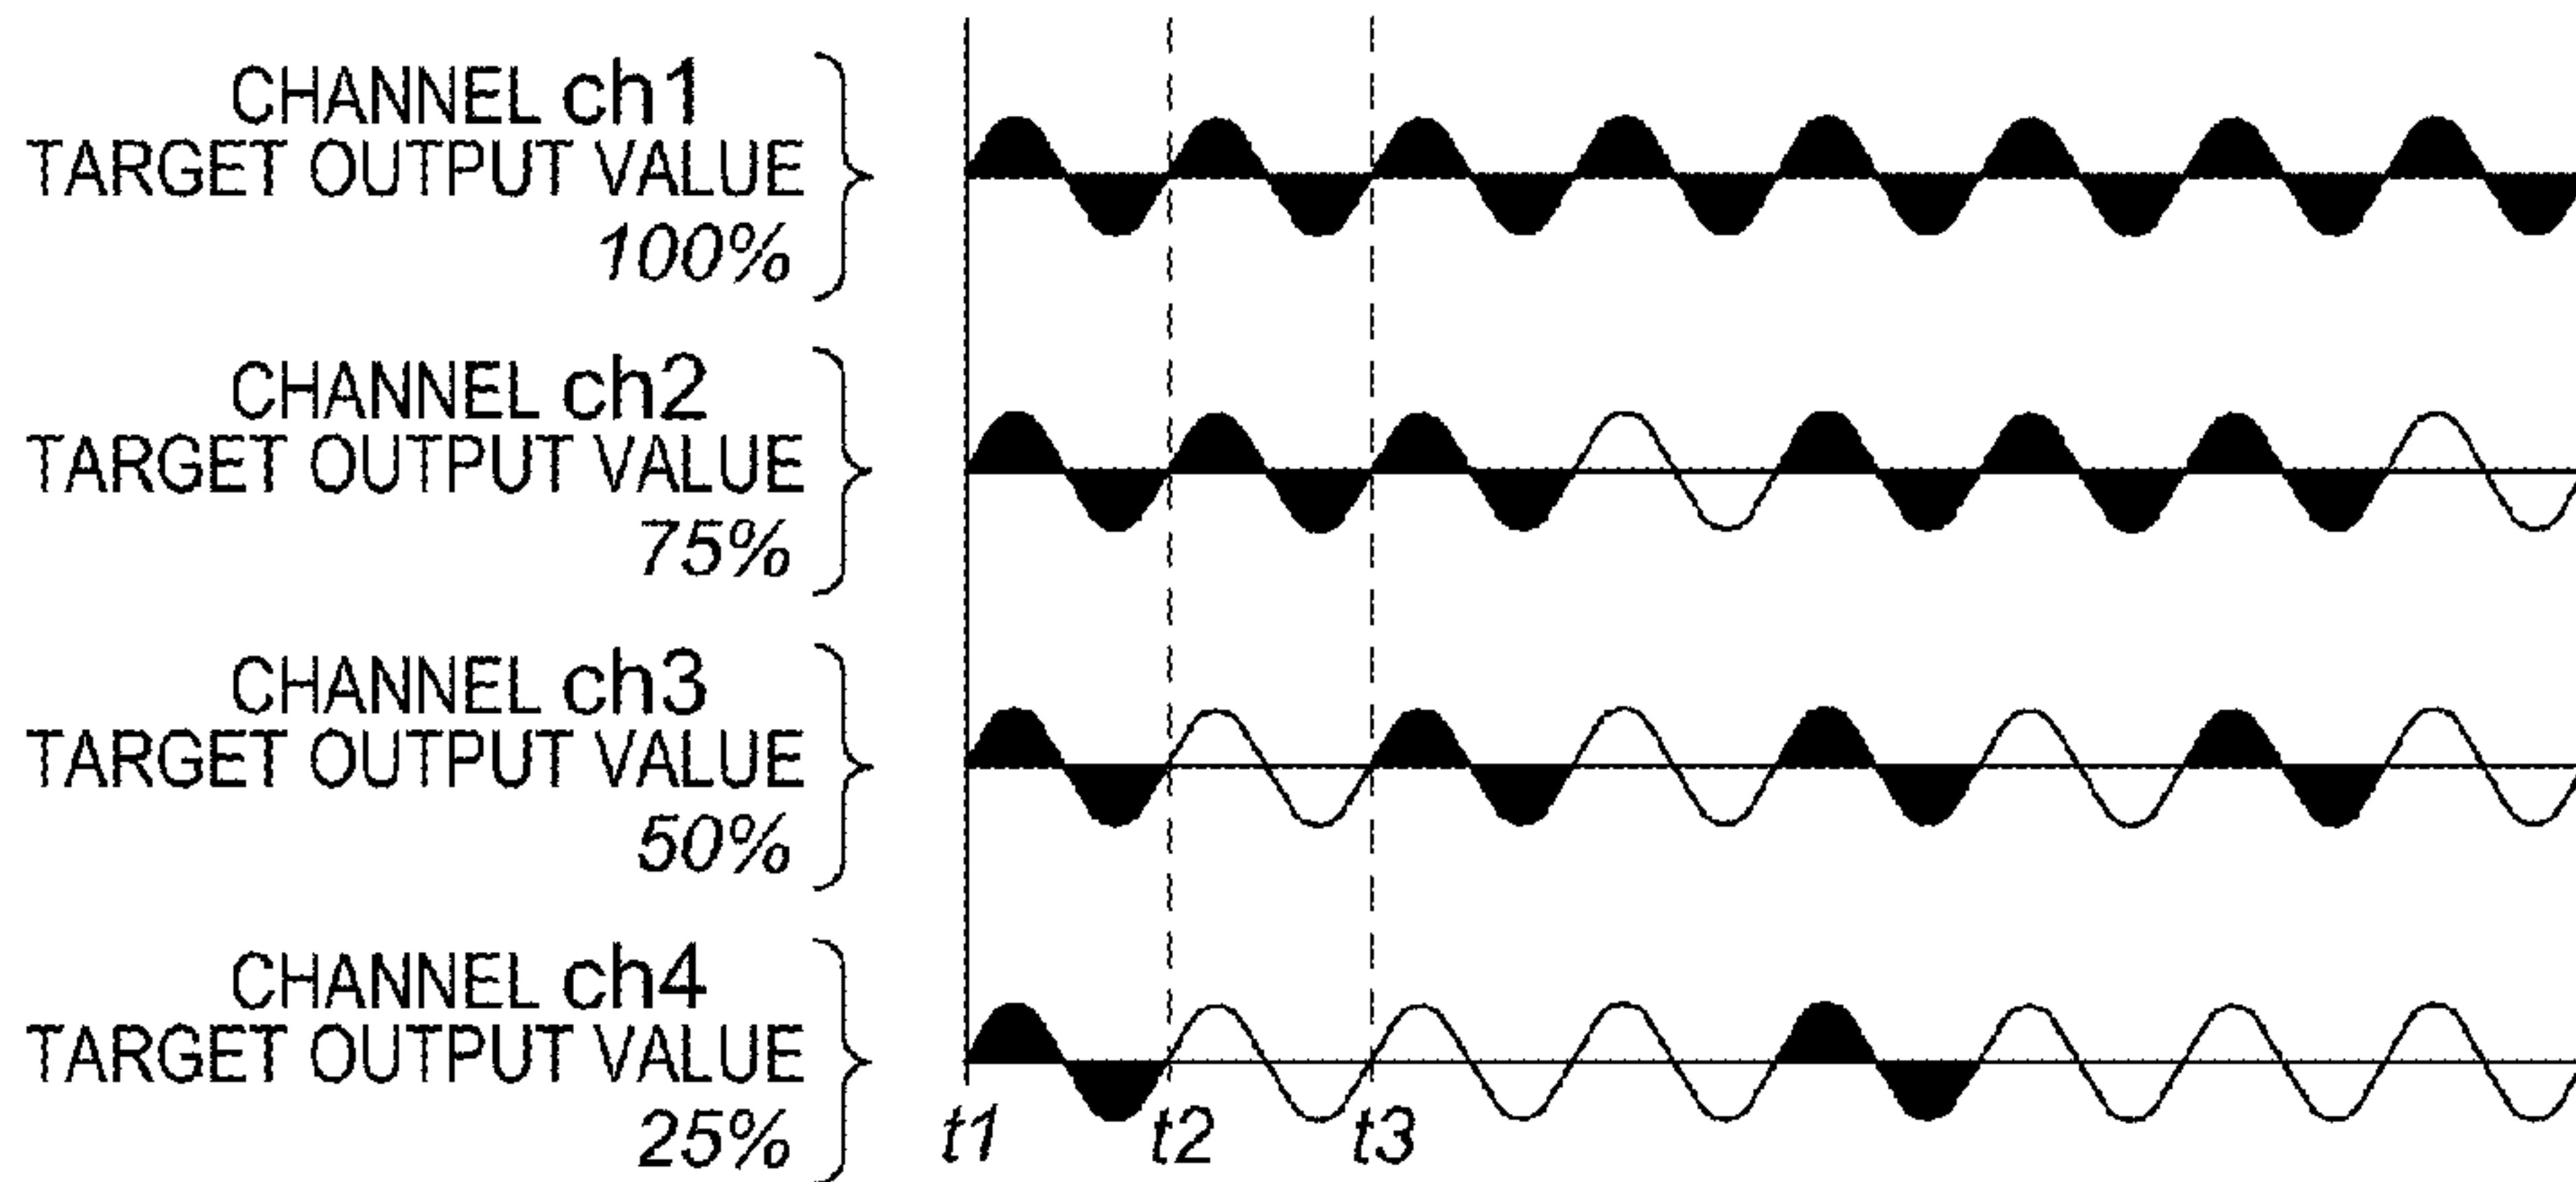 CHANNEL ch1
TARGET OUTPUT VALUE
100%
CHANNEL ch2
TARGET OUTPUT VALUE
75%
CHANNEL ch3
TARGET OUTPUT VALUE
50%
CHANNEL ch4
TARGET OUTPUT VALUE
25%
t1 t2 t3